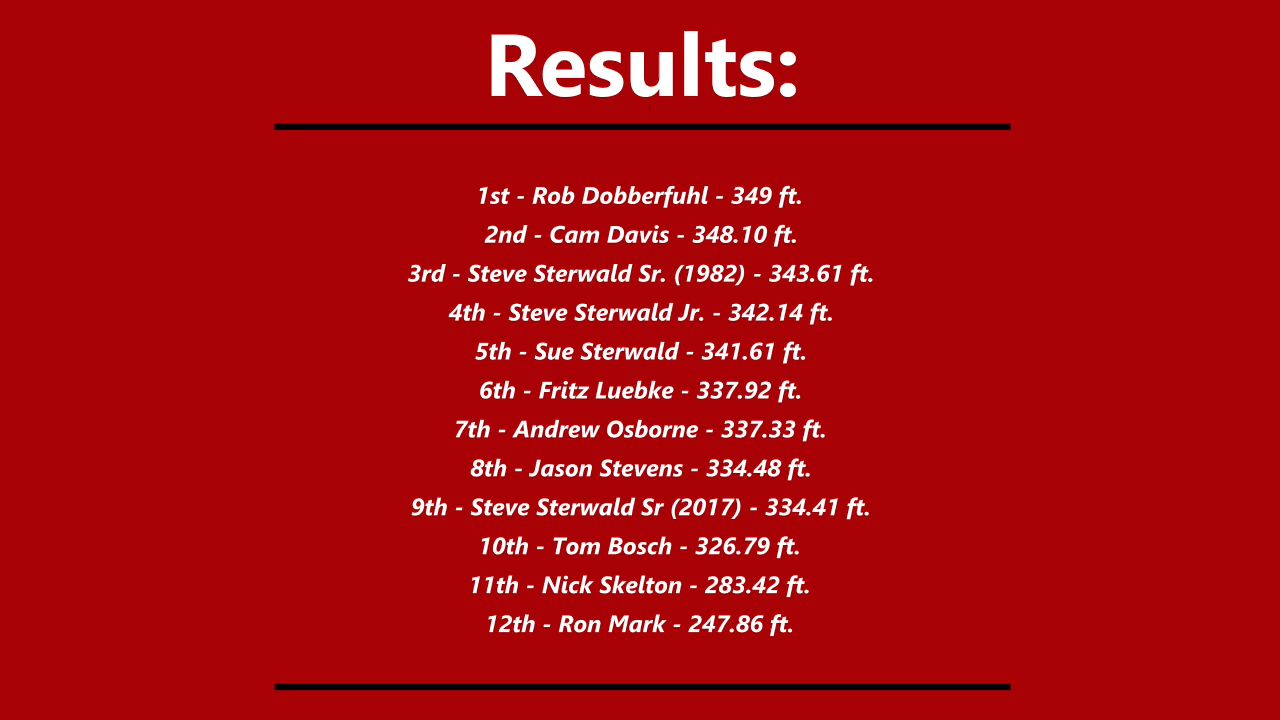 Results:
1st - Rob Dobberfuhl - 349 ft.
2nd - Cam Davis - 348.10 ft.
3rd - Steve Sterwald Sr. (1982) - 343.61 ft.
4th - Steve Sterwald Jr. - 342.14 ft.
5th - Sue Sterwald - 341.61 ft.
6th - Fritz Luebke - 337.92 ft.
7th - Andrew Osborne - 337.33 ft.
8th - Jason Stevens - 334.48 ft.
9th - Steve Sterwald Sr (2017) - 334.41 ft.
10th - Tom Bosch - 326.79 ft.
11th - Nick Skelton - 283.42 ft.
12th - Ron Mark - 247.86 ft.